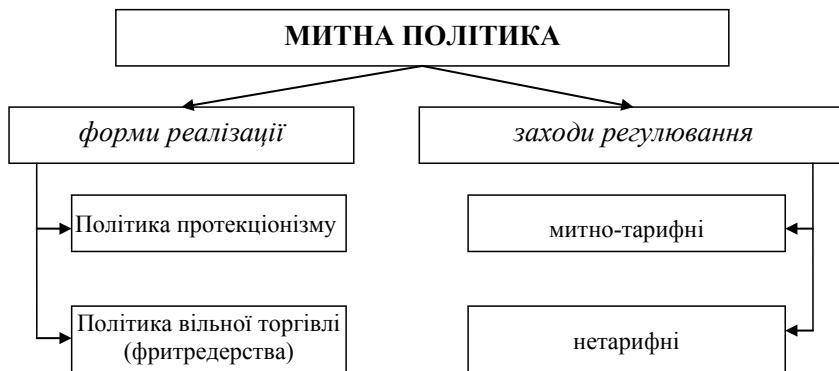 МИТНА ПОЛІТИКА
форми реалізації
заходи регулювання
Політика протекціонізму
митно-тарифні
Політика вільної торгівлі
(фритредерства)
нетарифні